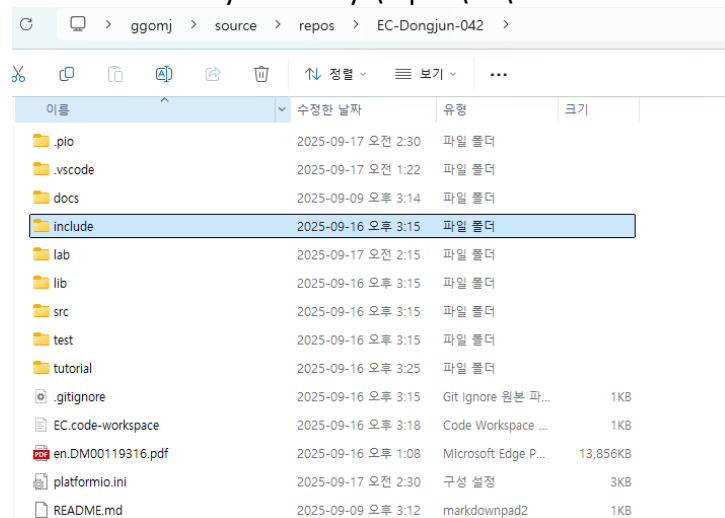 ggomj > source > repos > EC-Dongjun-042 >
정렬 보기 ...
이름 수정한 날짜 유형 크기
.pio 2025-09-17 오전 2:30 파일 폴더
.vscode 2025-09-17 오전 1:22 파일 폴더
docs 2025-09-09 오후 3:14 파일 폴더
include 2025-09-16 오후 3:15 파일 폴더
lab 2025-09-17 오전 2:15 파일 폴더
lib 2025-09-16 오후 3:15 파일 폴더
src 2025-09-16 오후 3:15 파일 폴더
test 2025-09-16 오후 3:15 파일 폴더
tutorial 2025-09-16 오후 3:25 파일 폴더
.gitignore 2025-09-16 오후 3:15 Git Ignore 원본 파... 1KB
EC.code-workspace 2025-09-16 오후 3:18 Code Workspace ... 1KB
en.DM00119316.pdf 2025-09-16 오후 1:08 Microsoft Edge P... 13,856KB
platformio.ini 2025-09-17 오전 2:30 구성 설정 3KB
README.md 2025-09-09 오후 3:12 markdownpad2 1KB